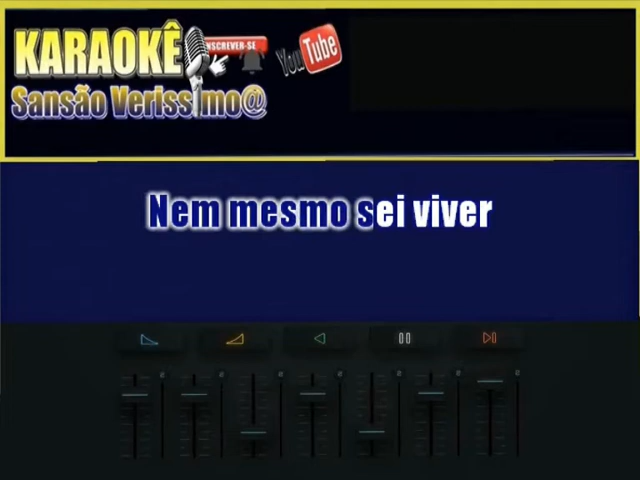 KARAOKÊ
INSCREVER-SE
YouTube
Sansão Verissimo@
Nem mesmo sei viver